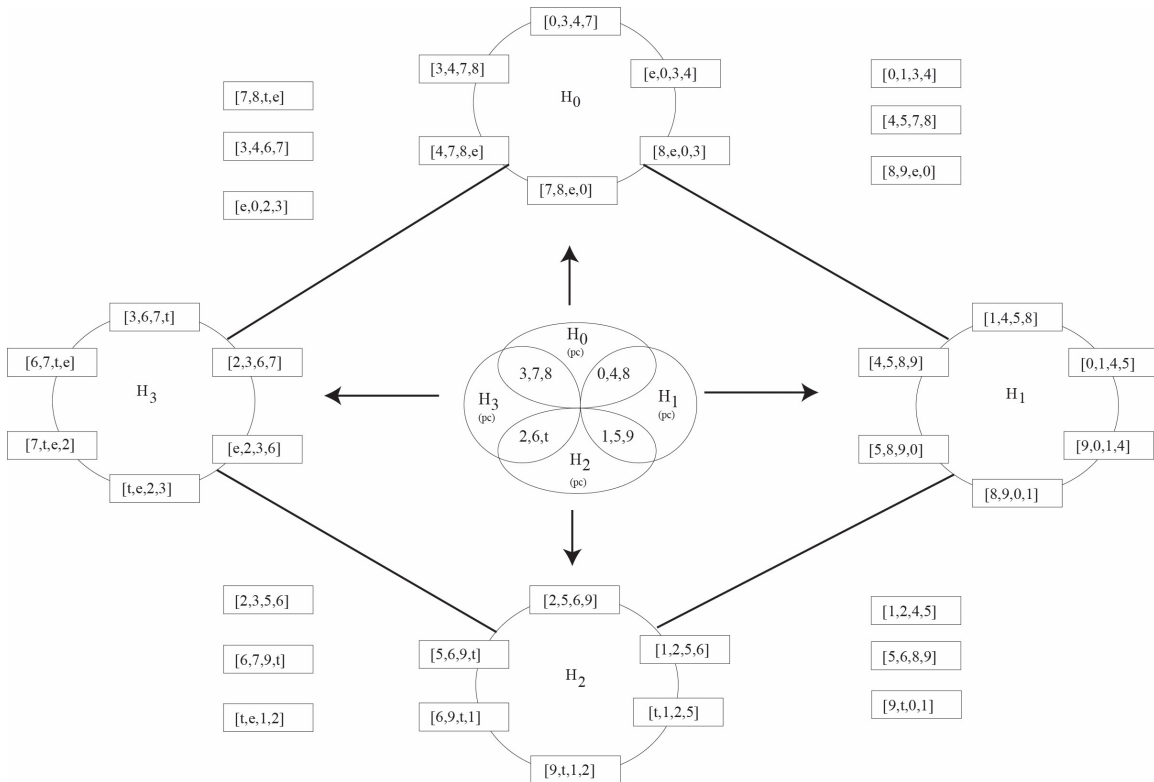 [0,3,4,7]
[3,4,7,8]
[e,0,3,4]
H0
[4,7,8,e]
[8,e,0,3]
[7,8,e,0]
[7,8,t,e]
[3,4,6,7]
[e,0,2,3]
[0,1,3,4]
[4,5,7,8]
[8,9,e,0]
[3,6,7,t]
[6,7,t,e]
[2,3,6,7]
H3
[7,t,e,2]
[e,2,3,6]
[t,e,2,3]
H0
(pc)
3,7,8
0,4,8
H3
(pc)
H1
(pc)
2,6,t
1,5,9
H2
(pc)
[1,4,5,8]
[4,5,8,9]
[0,1,4,5]
H1
[5,8,9,0]
[9,0,1,4]
[8,9,0,1]
[2,3,5,6]
[6,7,9,t]
[t,e,1,2]
[2,5,6,9]
[5,6,9,t]
[1,2,5,6]
H2
[6,9,t,1]
[t,1,2,5]
[9,t,1,2]
[1,2,4,5]
[5,6,8,9]
[9,t,0,1]